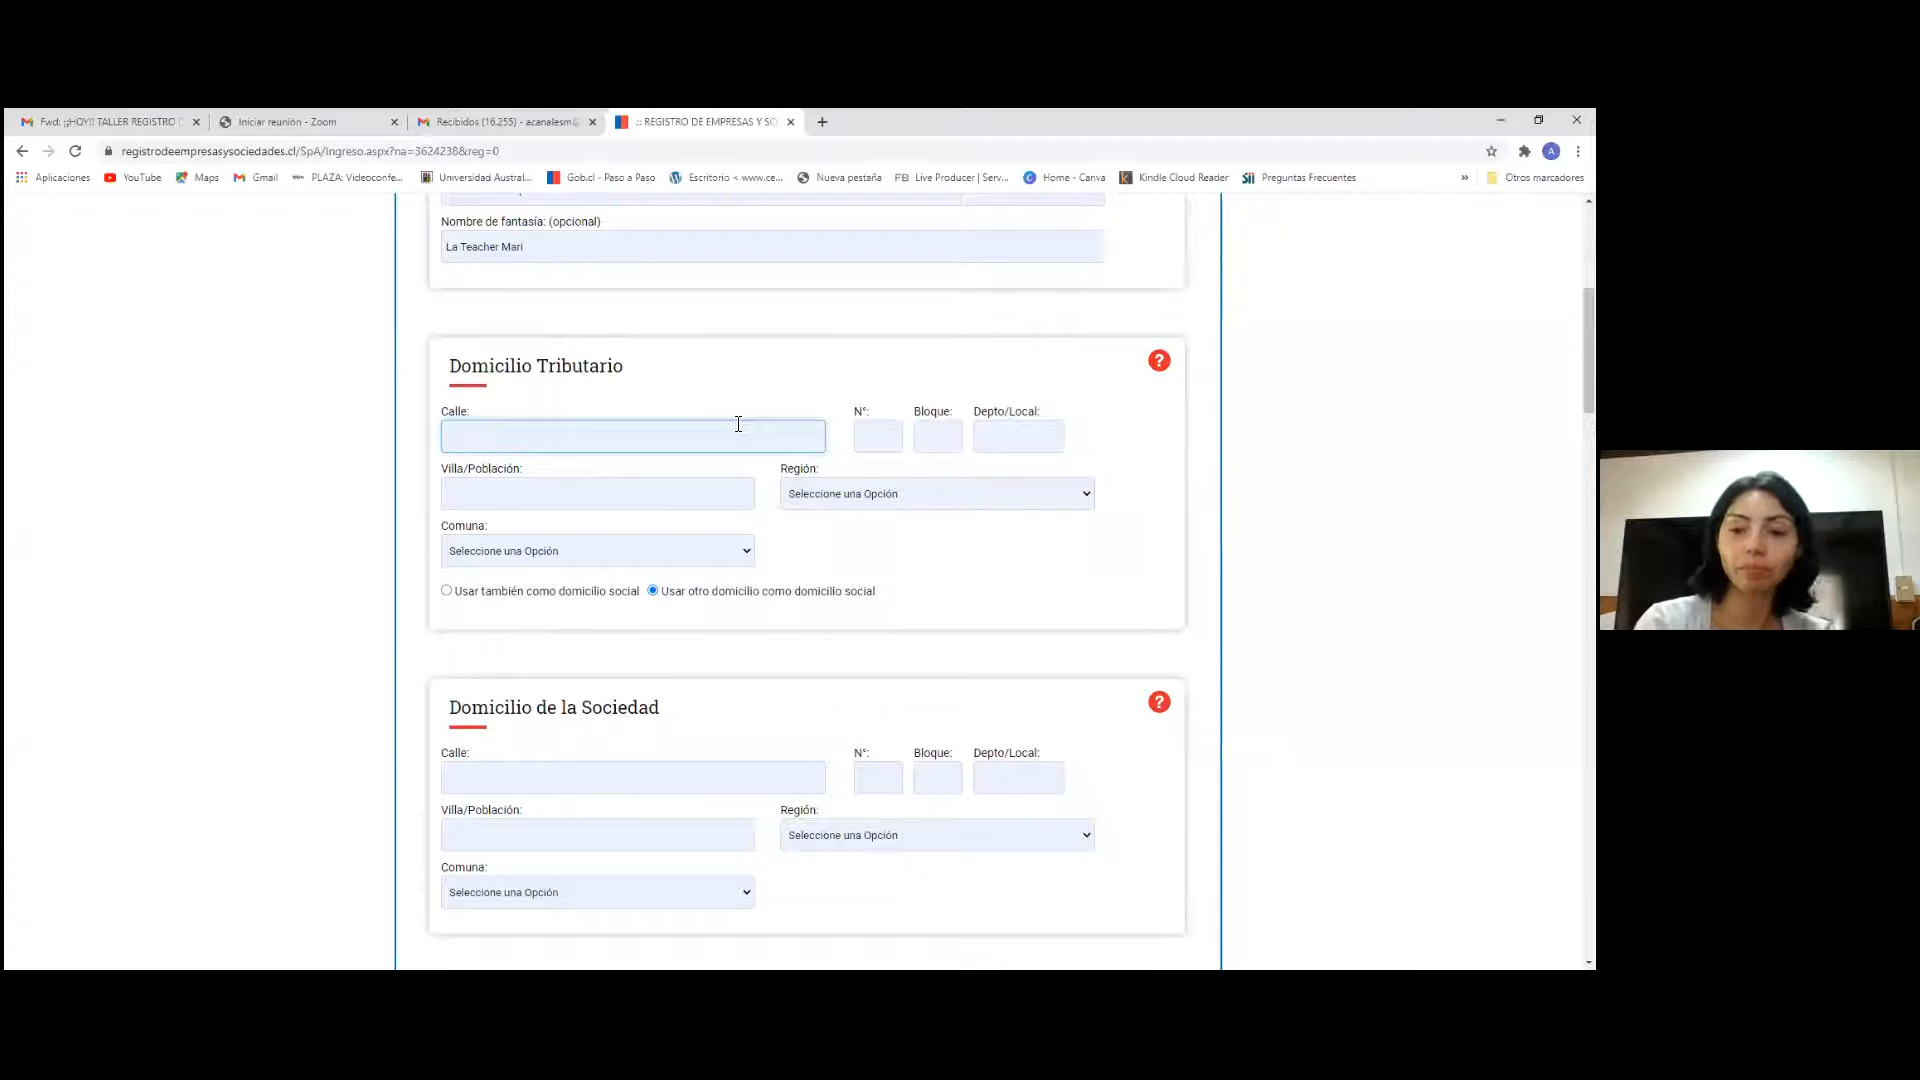 Fwd: ¡¡HOY!! TALLER REGISTRO
Iniciar reunión - Zoom
Recibidos (16.255) - acanalesm@
.:: REGISTRO DE EMPRESAS Y SO
registrodeempresasysociedades.cl/SpA/Ingreso.aspx?na=3624238&reg=0
A
Aplicaciones
YouTube
Maps
Gmail
PLAZA: Videoconfe...
Universidad Austral...
Gob.cl - Paso a Paso
Escritorio < www.ce...
Nueva pestaña
FB Live Producer | Serv...
Home - Canva
Kindle Cloud Reader
Sii Preguntas Frecuentes
»
Otros marcadores
Nombre de fantasía: (opcional)
La Teacher Mari
Domicilio Tributario
?
Calle: N°: Bloque: Depto/Local:
Villa/Población: Región:
Seleccione una Opción
Comuna:
Seleccione una Opción
Usar también como domicilio social Usar otro domicilio como domicilio social
Domicilio de la Sociedad
?
Calle: N°: Bloque: Depto/Local:
Villa/Población: Región:
Seleccione una Opción
Comuna:
Seleccione una Opción